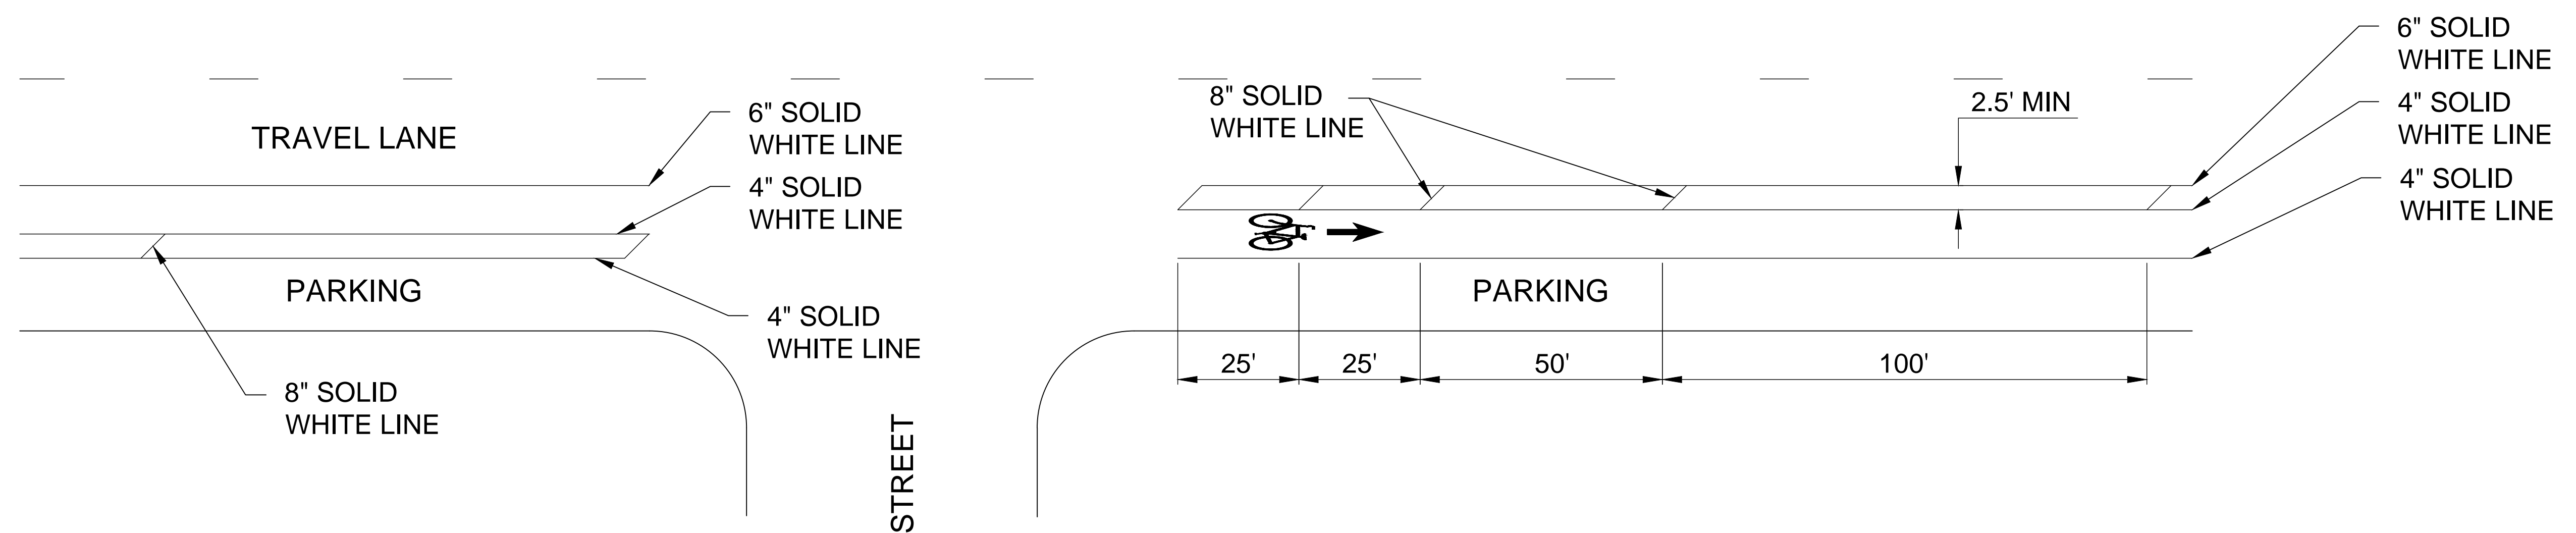 6" SOLID
WHITE LINE
4" SOLID
WHITE LINE
4" SOLID
WHITE LINE
2.5' MIN
8" SOLID
WHITE LINE
6" SOLID
WHITE LINE
4" SOLID
WHITE LINE
TRAVEL LANE
PARKING
4" SOLID
WHITE LINE
8" SOLID
WHITE LINE
STREET
PARKING
25'
25'
50'
100'